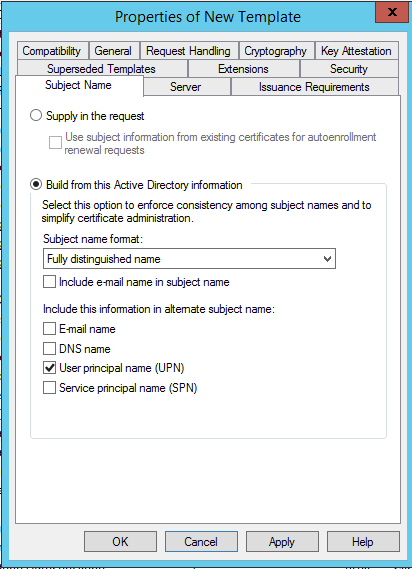 Properties of New Template
x
Compatibility General Request Handling Cryptography Key Attestation
Superseded Templates Extensions Security
Subject Name Server Issuance Requirements
Supply in the request
Use subject information from existing certificates for autoenrollment
renewal requests
Build from this Active Directory information
Select this option to enforce consistency among subject names and to
simplify certificate administration.
Subject name format:
Fully distinguished name
Include e-mail name in subject name
Include this information in alternate subject name:
E-mail name
DNS name
User principal name (UPN)
Service principal name (SPN)
OK Cancel Apply Help